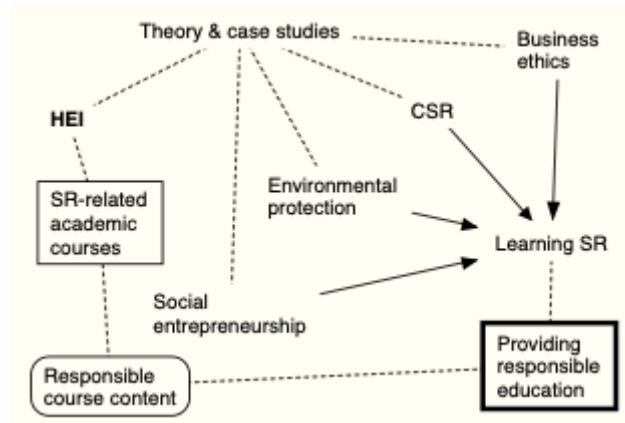 Theory & case studies
Business
ethics
HEI
CSR
SR-related
academic
courses
Environmental
protection
Learning SR
Social
entrepreneurship
Providing
responsible
education
Responsible
course content